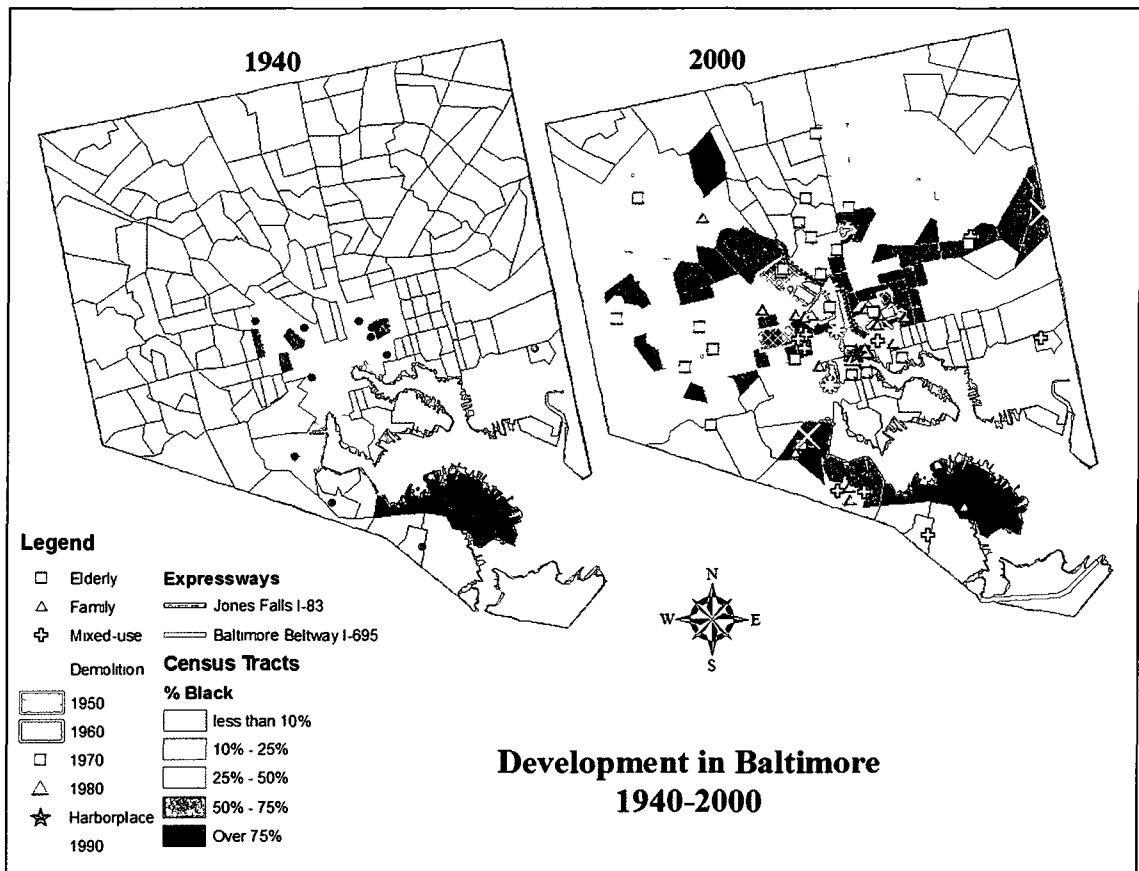 1940
2000
Legend
Elderly
Family
Mixed-use
Demolition
1950
1960
1970
1980
Harborplace
1990
Expressways
Jones Falls I-83
Baltimore Beltway I-695
Census Tracts
% Black
less than 10%
10% - 25%
25% - 50%
50% - 75%
Over 75%
N
W
E
S
Development in Baltimore
1940-2000